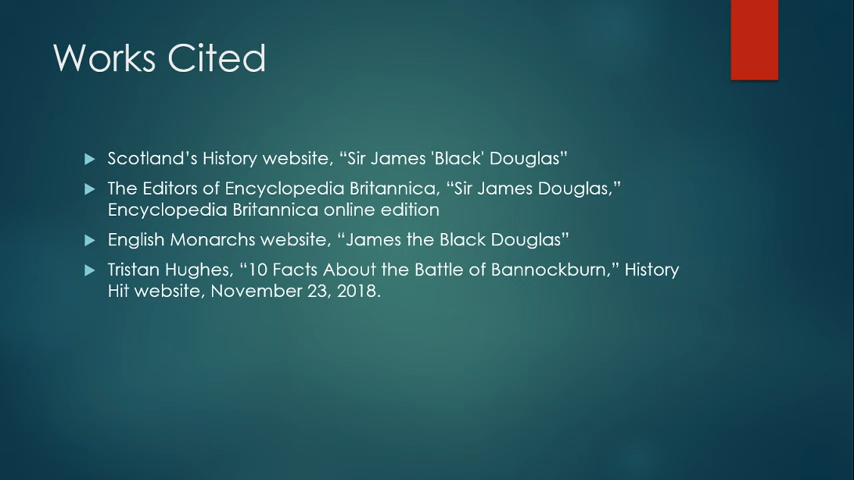 Works Cited
Scotland’s History website, “Sir James 'Black' Douglas”
The Editors of Encyclopedia Britannica, “Sir James Douglas,”
Encyclopedia Britannica online edition
English Monarchs website, “James the Black Douglas”
Tristan Hughes, “10 Facts About the Battle of Bannockburn,” History
Hit website, November 23, 2018.